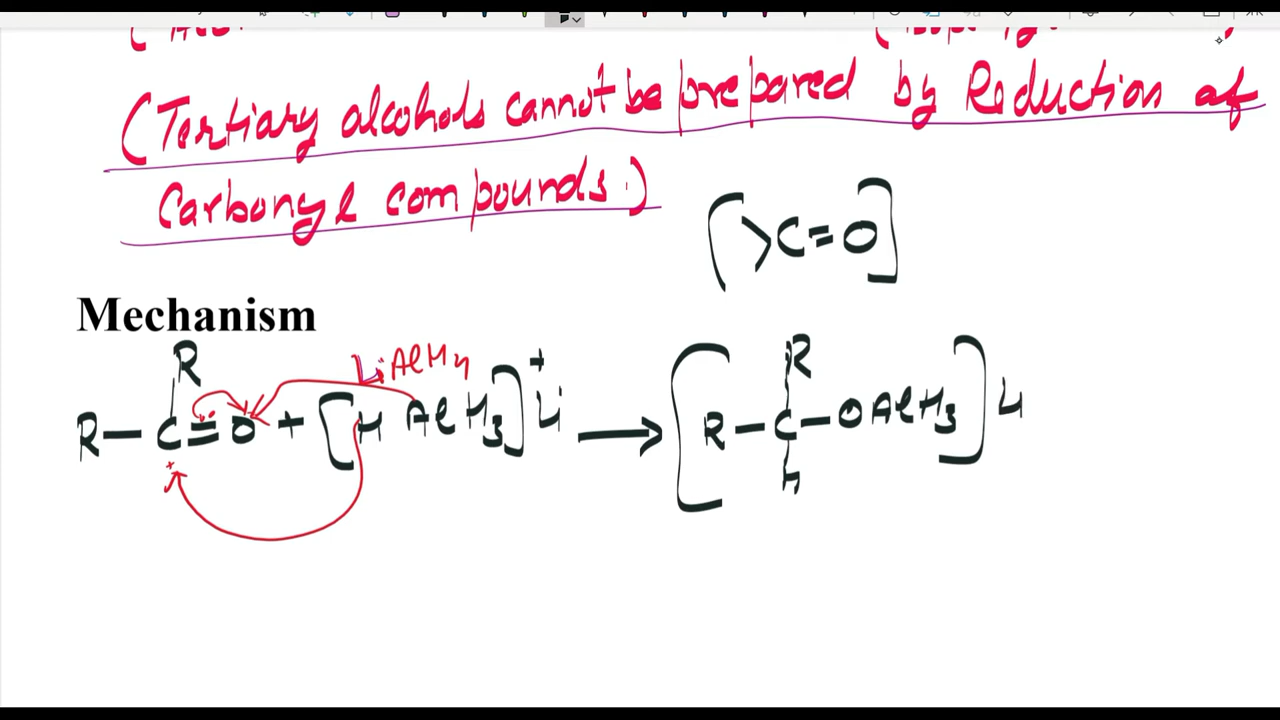 (Tertiary alcohols cannot be prepared by Reduction of
Carbonyl compounds.)
[>C=O]
Mechanism
R LiAlH4 + R
R—C=O + [H AlH3] Li → [R—C—OAlH3] Li
+ H